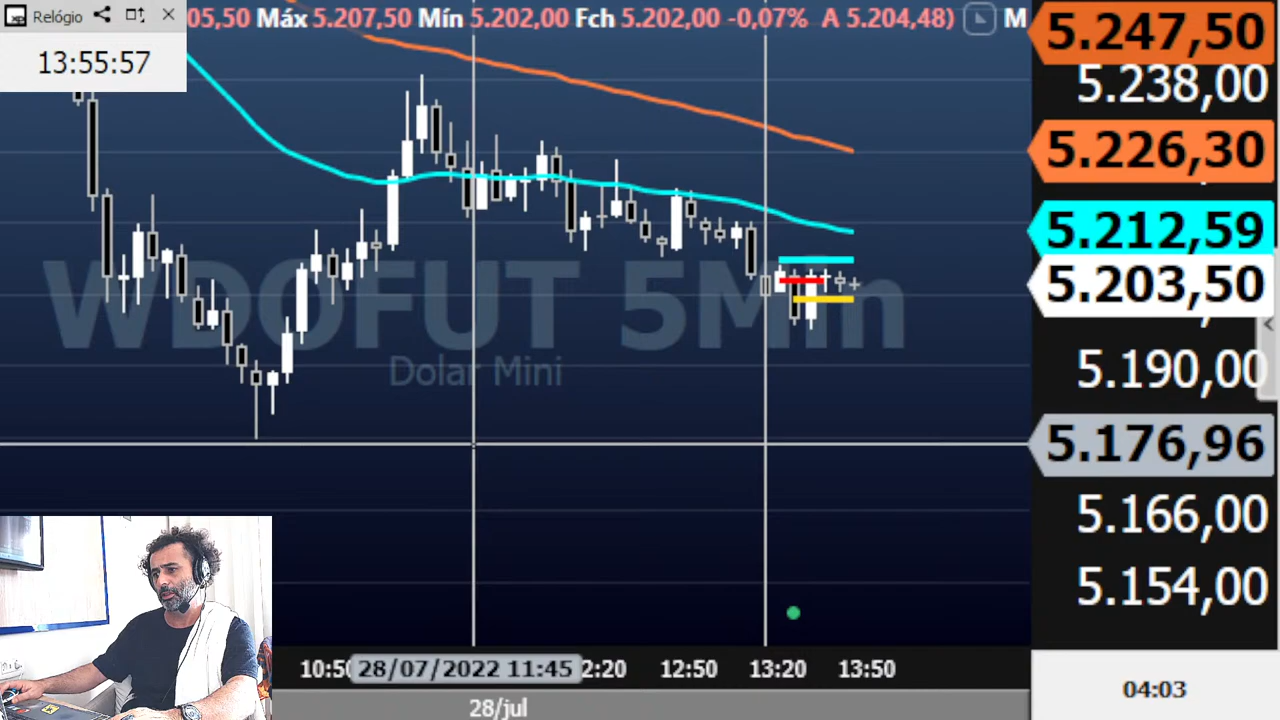 Relógio
13:55:57
05,50 Máx 5.207,50 Mín 5.202,00 Fch 5.202,00 -0,07% A 5.204,48) M
5.247,50
5.238,00
5.226,30
5.212,59
5.203,50
WDOFUT 5Min
Dolar Mini
5.190,00
5.176,96
5.166,00
5.154,00
10:50 28/07/2022 11:45 2:20 12:50 13:20 13:50
04:03
28/jul